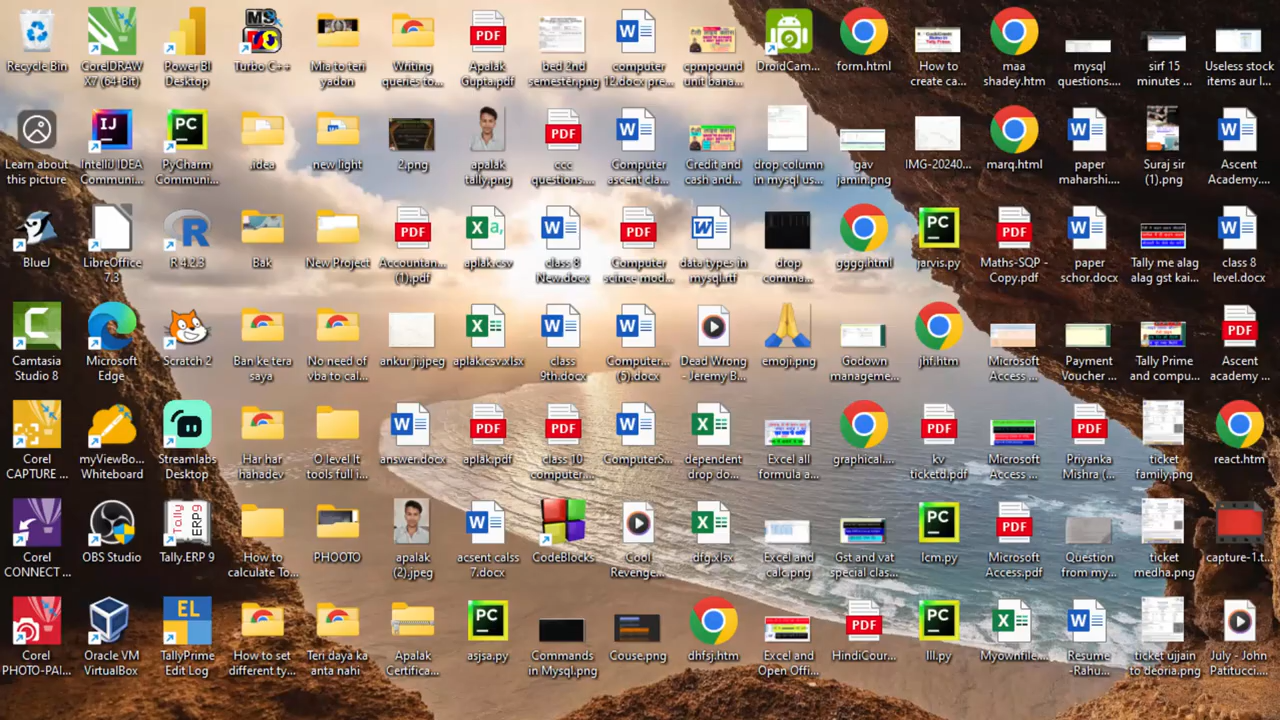 Recycle Bin
CorelDRAW
X7 (64-Bit)
Power BI
Desktop
Turbo C++
Mia to teri
yadon
Writing
queries to...
Apalak
Gupta.pdf
bed 2nd
semester.png
computer
12.docx pre...
cpmpound
unit bana...
DroidCam...
form.html
How to
create ca...
maa
shadey.htm
mysql
questions....
sirf 15
minutes ...
Useless stock
items aur I...
Learn about
this picture
IntelliJ IDEA
Communi...
PyCharm
Communi...
.idea
new light
2.png
apalak
tally.png
ccc
questions....
Computer
ascent cla...
Credit and
cash and...
drop column
in mysql us...
gav
jamin.png
IMG-20240...
marq.html
paper
maharshi....
Suraj sir
(1).png
Ascent
Academy....
BlueJ
LibreOffice
7.3
R 4.2.3
Bak
New Project
Accountan...
(1).pdf
aplak.csv
class 8
New.docx
Computer
scince mod...
data types in
mysql.rtf
drop
comma...
gggg.html
jarvis.py
Maths-SQP -
Copy.pdf
paper
schor.docx
Tally me alag
alag gst kai...
class 8
level.docx
Camtasia
Studio 8
Microsoft
Edge
Scratch 2
Ban ke tera
saya
No need of
vba to cal...
ankur ji.jpeg
aplak.csv.xlsx
class
9th.docx
Computer...
(5).docx
Dead Wrong
- Jeremy B...
emoji.png
Godown
manageme...
jhf.htm
Microsoft
Access ...
Payment
Voucher ...
Tally Prime
and compu...
Ascent
academy ...
Corel
CAPTURE ...
myViewBo...
Whiteboard
Streamlabs
Desktop
Har har
hahadev
O level It
tools full i...
answer.docx
aplak.pdf
class 10
computer....
ComputerS...
dependent
drop do...
Excel all
formula a...
graphical....
kv
ticketd.pdf
Microsoft
Access ...
Priyanka
Mishra (...
ticket
family.png
react.htm
Corel
CONNECT ...
OBS Studio
Tally.ERP 9
How to
calculate To...
PHOOTO
apalak
(2).jpeg
acsent calss
7.docx
CodeBlocks
Cool
Revenge...
dfg.xlsx
Excel and
calc.png
Gst and vat
special clas...
lcm.py
Microsoft
Access.pdf
Question
from my...
ticket
medha.png
capture-1.t...
Corel
PHOTO-PAI...
Oracle VM
VirtualBox
TallyPrime
Edit Log
How to set
different ty...
Teri daya ka
anta nahi
Apalak
Certifica...
asjsa.py
Commands
in Mysql.png
Couse.png
dhfsj.htm
Excel and
Open Offi...
HindiCour...
lll.py
Myownfile...
Resume
-Rahu...
ticket ujjain
to deoria.png
July - John
Patitucci...